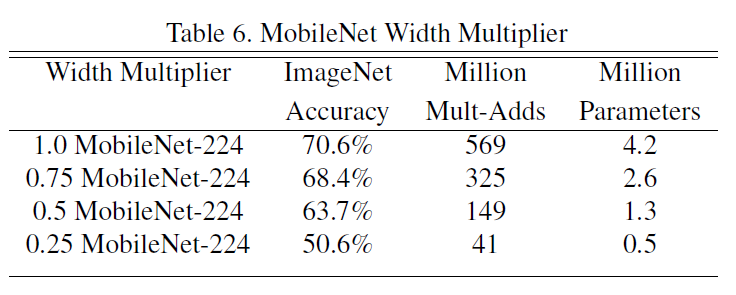 Table 6. MobileNet Width Multiplier
Width Multiplier ImageNet Million Million
Accuracy Mult-Adds Parameters
1.0 MobileNet-224 70.6% 569 4.2
0.75 MobileNet-224 68.4% 325 2.6
0.5 MobileNet-224 63.7% 149 1.3
0.25 MobileNet-224 50.6% 41 0.5